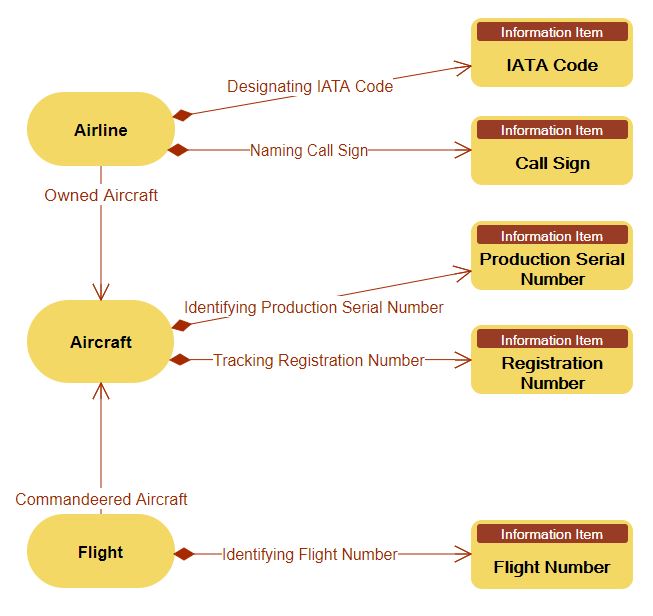 Information Item
IATA Code
Designating IATA Code
Airline
Information Item
Call Sign
Naming Call Sign
Owned Aircraft
Information Item
Production Serial
Number
Identifying Production Serial Number
Aircraft
Information Item
Registration
Number
Tracking Registration Number
Commandeered Aircraft
Flight
Identifying Flight Number
Information Item
Flight Number